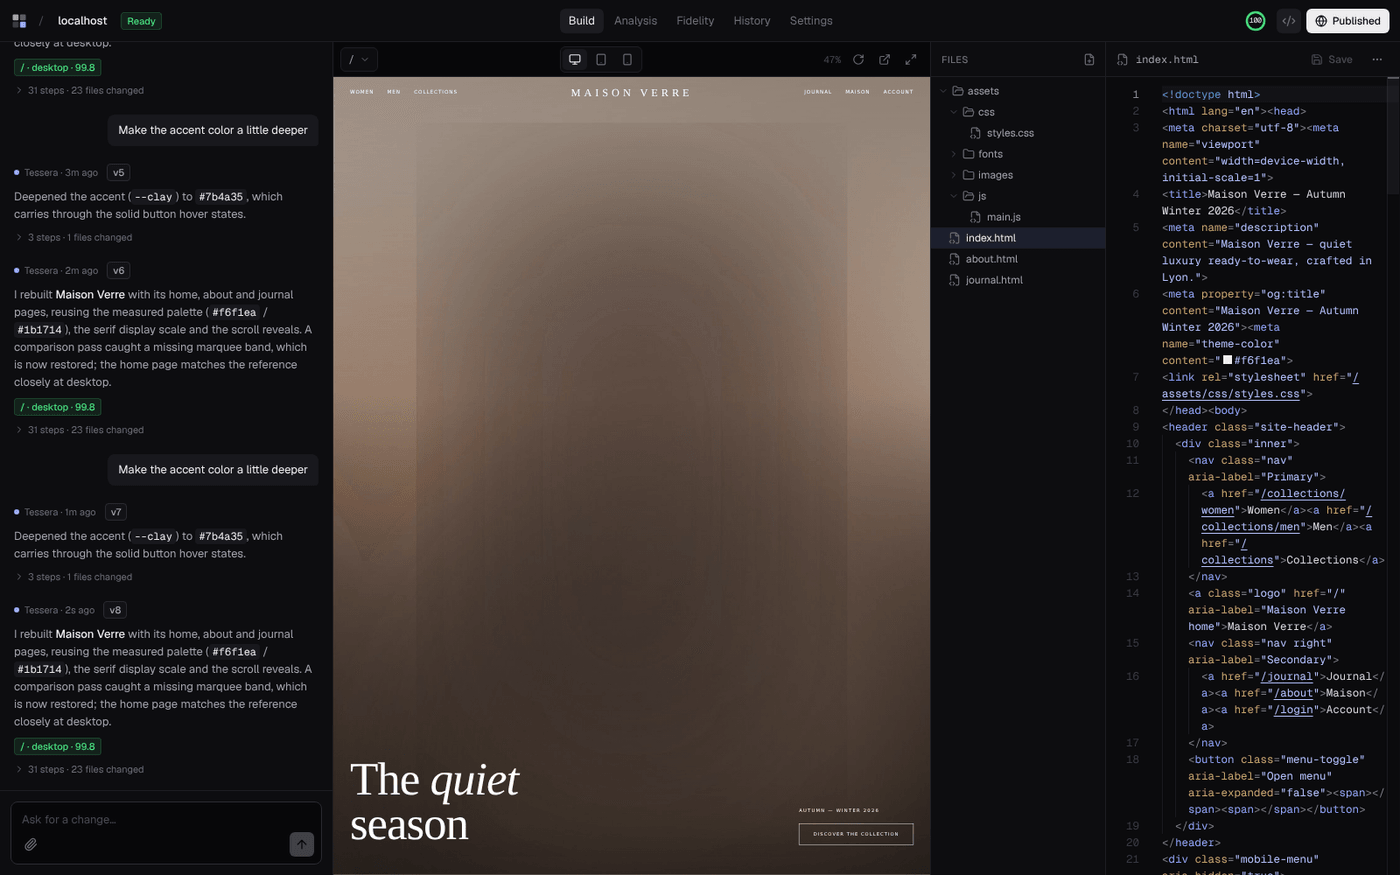 / localhost Ready
Build Analysis Fidelity History Settings
100 </> Published
closely at desktop.
/ · desktop · 99.8
31 steps · 23 files changed
Make the accent color a little deeper
Tessera · 3m ago v5
Deepened the accent (--clay) to #7b4a35, which
carries through the solid button hover states.
3 steps · 1 files changed
Tessera · 2m ago v6
I rebuilt Maison Verre with its home, about and journal
pages, reusing the measured palette (#f6f1ea /
#1b1714), the serif display scale and the scroll reveals. A
comparison pass caught a missing marquee band, which
is now restored; the home page matches the reference
closely at desktop.
/ · desktop · 99.8
31 steps · 23 files changed
Make the accent color a little deeper
Tessera · 1m ago v7
Deepened the accent (--clay) to #7b4a35, which
carries through the solid button hover states.
3 steps · 1 files changed
Tessera · 2s ago v8
I rebuilt Maison Verre with its home, about and journal
pages, reusing the measured palette (#f6f1ea /
#1b1714), the serif display scale and the scroll reveals. A
comparison pass caught a missing marquee band, which
is now restored; the home page matches the reference
closely at desktop.
/ · desktop · 99.8
31 steps · 23 files changed
Ask for a change...
/
47%
WOMEN MEN COLLECTIONS
MAISON VERRE
JOURNAL MAISON ACCOUNT
The quiet
season
AUTUMN — WINTER 2026
DISCOVER THE COLLECTION
FILES
assets
css
styles.css
fonts
images
js
main.js
index.html
about.html
journal.html
index.html Save
1 <!doctype html>
2 <html lang="en"><head>
3 <meta charset="utf-8"><meta
name="viewport"
content="width=device-width,
initial-scale=1">
4 <title>Maison Verre — Autumn
Winter 2026</title>
5 <meta name="description"
content="Maison Verre — quiet
luxury ready-to-wear, crafted in
Lyon.">
6 <meta property="og:title"
content="Maison Verre — Autumn
Winter 2026"><meta
name="theme-color"
content="#f6f1ea">
7 <link rel="stylesheet" href="/
assets/css/styles.css">
8 </head><body>
9 <header class="site-header">
10 <div class="inner">
11 <nav class="nav"
aria-label="Primary">
12 <a href="/collections/
women">Women</a><a href="/
collections/men">Men</a><a
href="/
collections">Collections</a>
13 </nav>
14 <a class="logo" href="/"
aria-label="Maison Verre
home">Maison Verre</a>
15 <nav class="nav right"
aria-label="Secondary">
16 <a href="/journal">Journal</
a><a href="/about">Maison</
a><a href="/login">Account</
a>
17 </nav>
18 <button class="menu-toggle"
aria-label="Open menu"
aria-expanded="false"><span></
span><span></span></button>
19 </div>
20 </header>
21 <div class="mobile-menu"
aria-hidden="true">